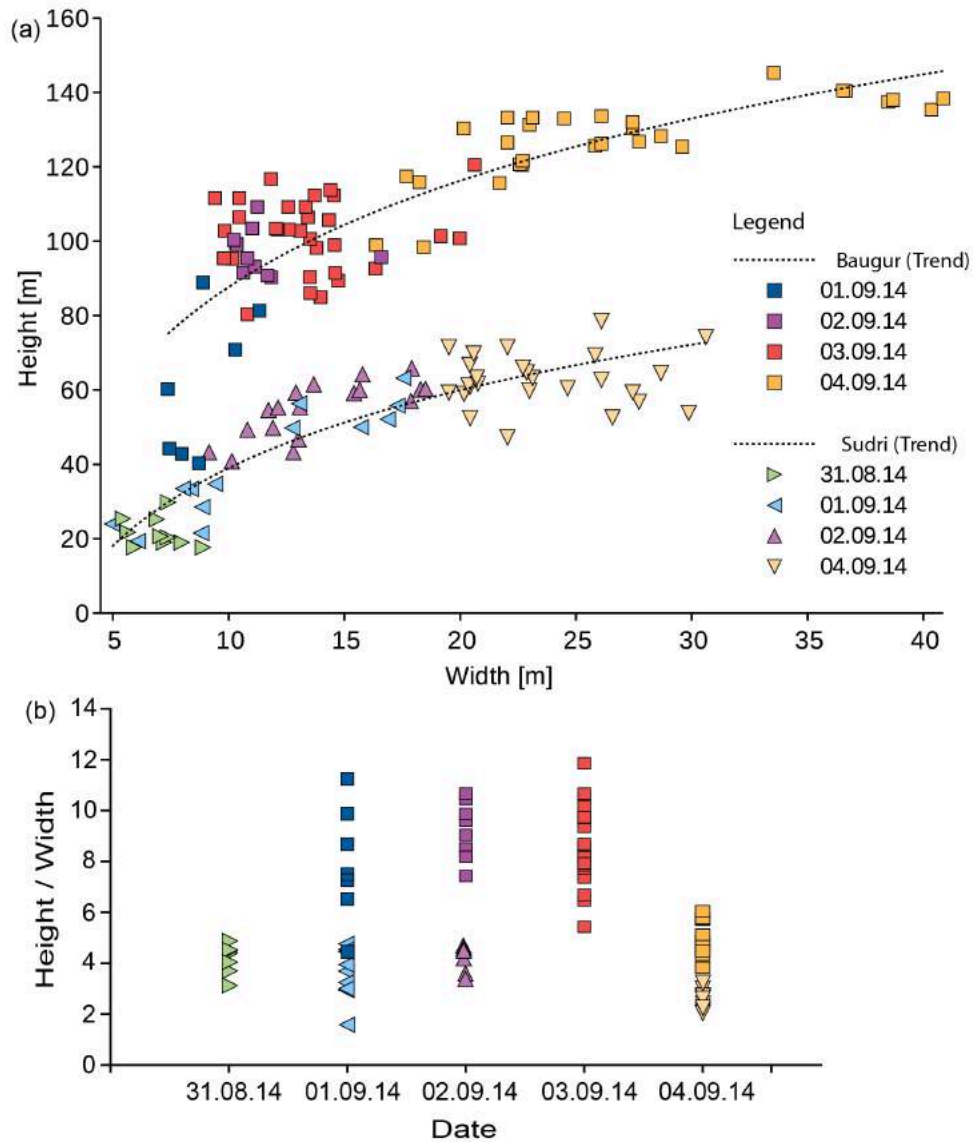 (a)
160
140
120
100
80
60
40
20
0
Height [m]
5 10 15 20 25 30 35 40
Width [m]
Legend
Baugur (Trend)
01.09.14
02.09.14
03.09.14
04.09.14
Sudri (Trend)
31.08.14
01.09.14
02.09.14
04.09.14
(b)
14
12
10
8
6
4
2
0
Height / Width
31.08.14 01.09.14 02.09.14 03.09.14 04.09.14
Date